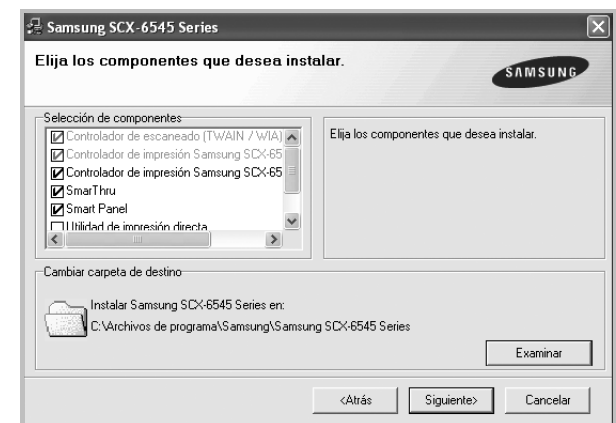 Samsung SCX-6545 Series
Elija los componentes que desea instalar.
SAMSUNG
Selección de componentes
Controlador de escaneado (TWAIN / WIA)
Controlador de impresión Samsung SCX-65
Controlador de impresión Samsung SCX-65
SmarThru
Smart Panel
Utilidad de impresión directa
Elija los componentes que desea instalar.
Cambiar carpeta de destino
Instalar Samsung SCX-6545 Series en:
C:\Archivos de programa\Samsung\Samsung SCX-6545 Series
Examinar
<Atrás
Siguiente>
Cancelar